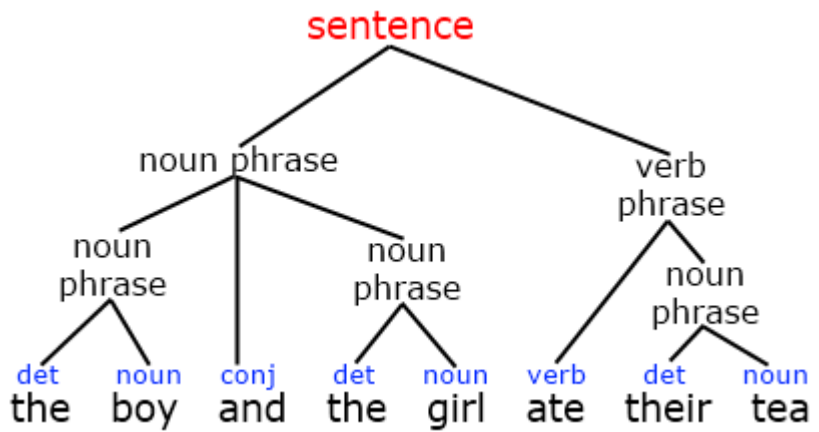 sentence
noun phrase
verb
phrase
noun
phrase
noun
phrase
noun
phrase
det noun conj det noun verb det noun
the boy and the girl ate their tea